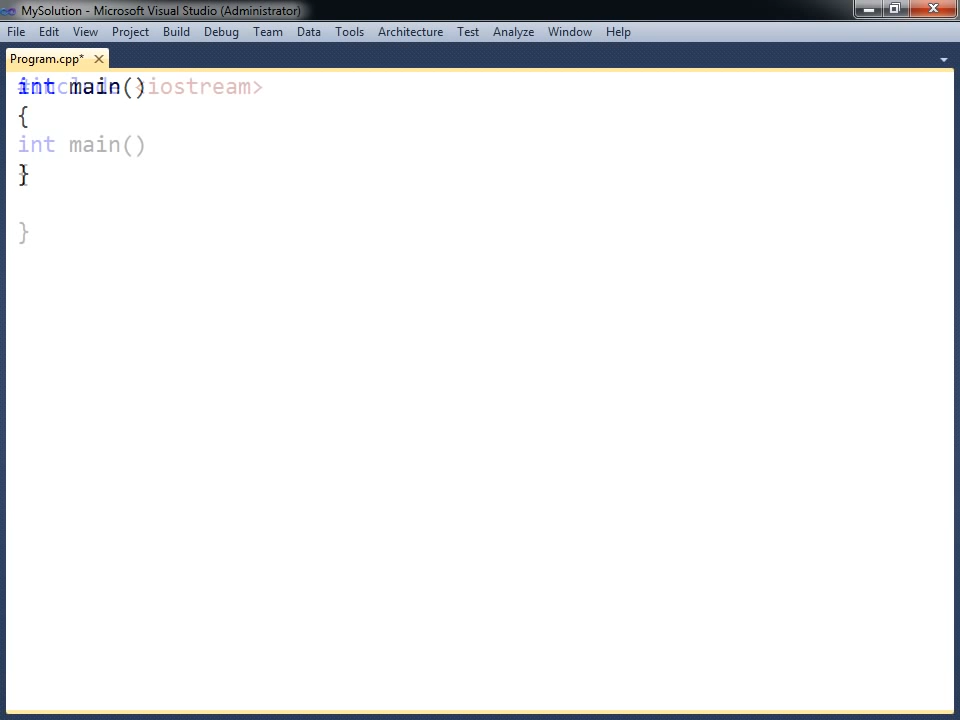 MySolution - Microsoft Visual Studio (Administrator)
File Edit View Project Build Debug Team Data Tools Architecture Test Analyze Window Help
Program.cpp*
#include <iostream>
int main()
{
int main()
}
}